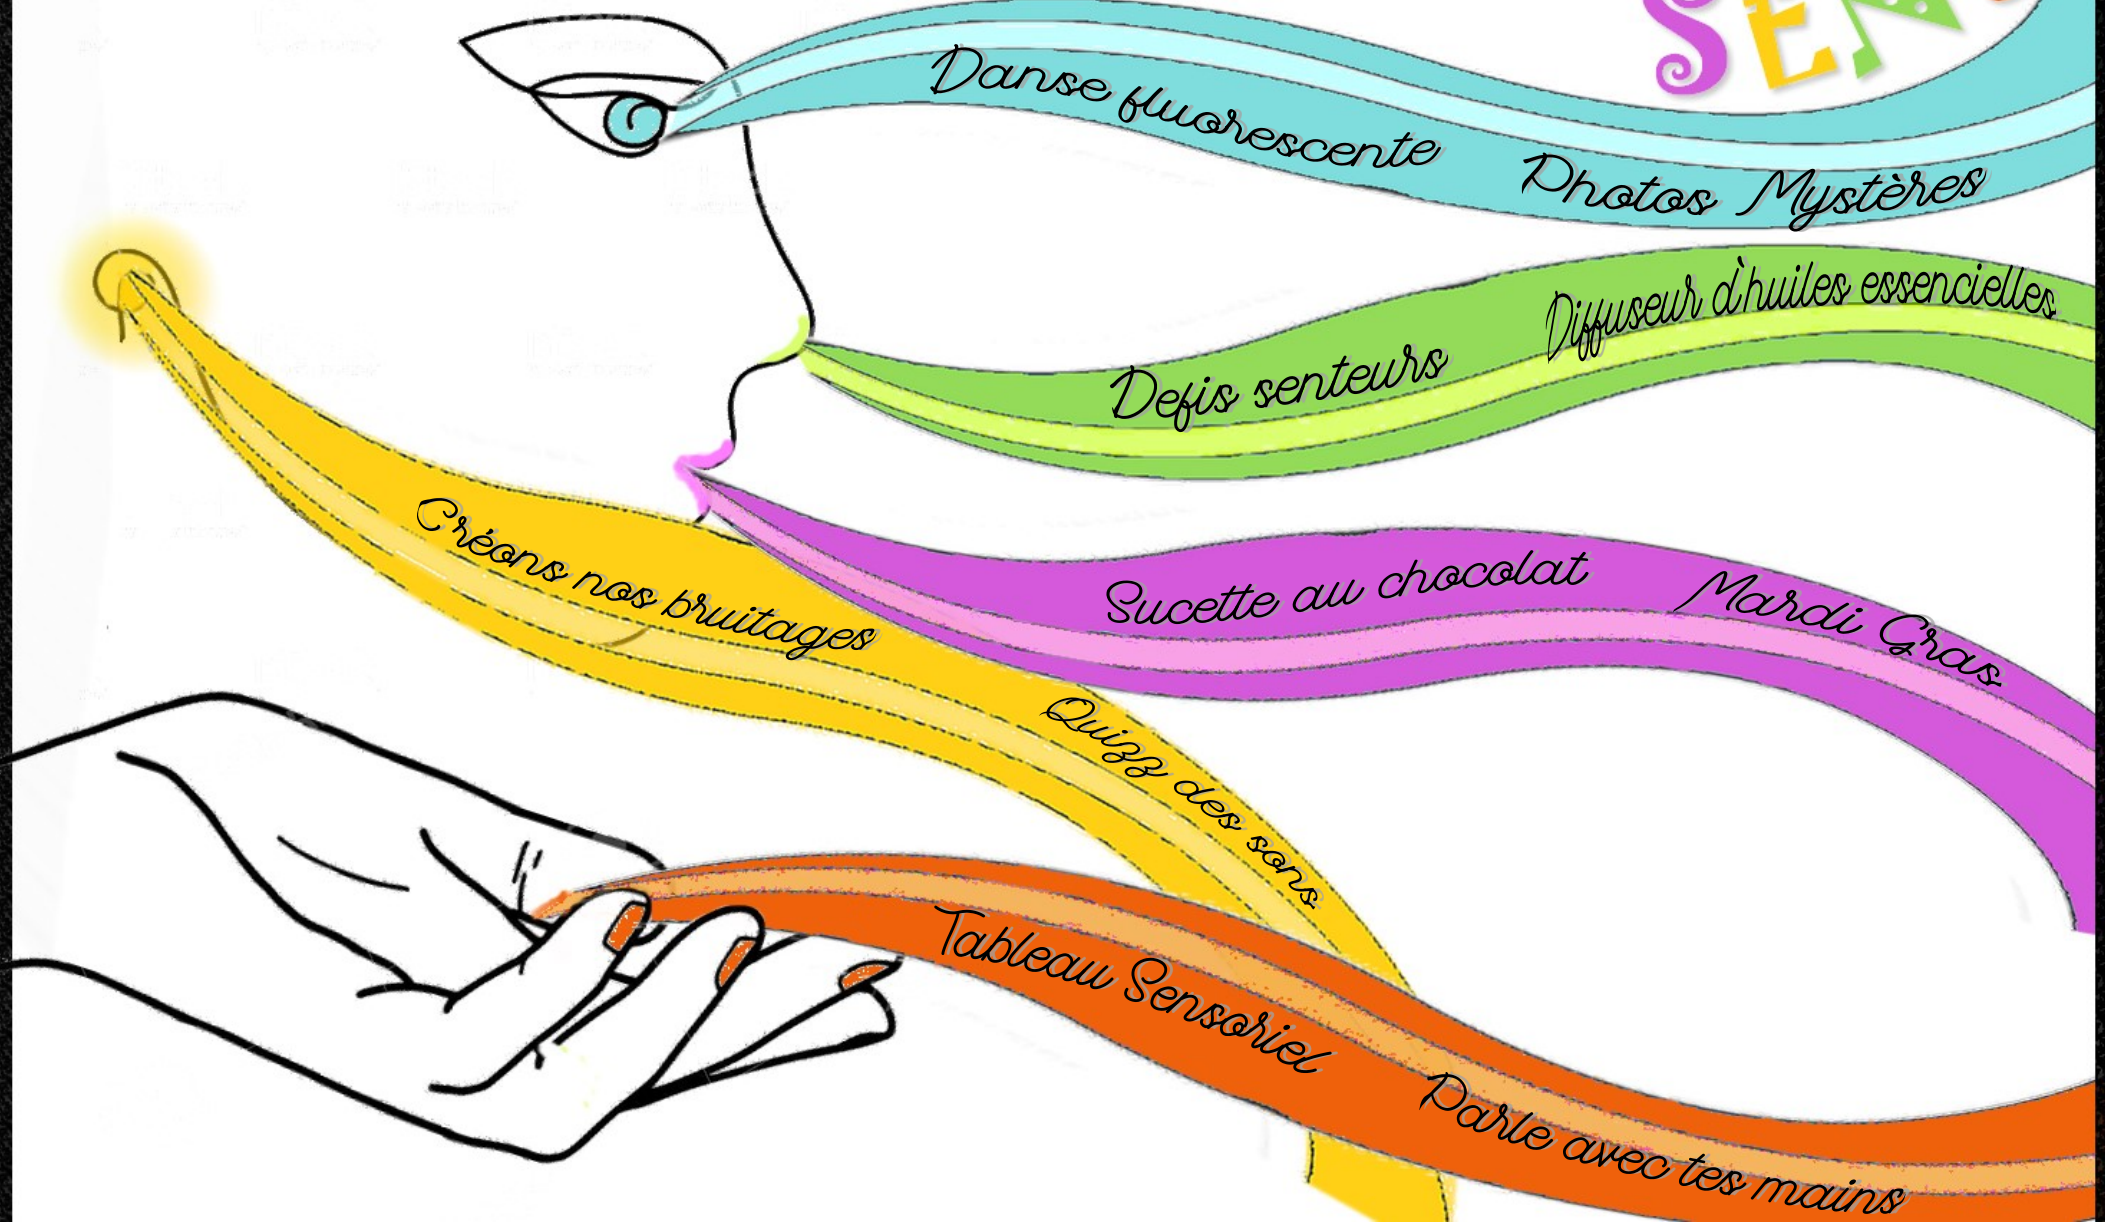 SEN
Danse fluorescente
Photos Mystères
Diffuseur d'huiles essencielles
Defis senteurs
Créons nos bruitages
Sucette au chocolat
Mardi Gras
Quizz des sons
Tableau Sensoriel
Parle avec tes mains